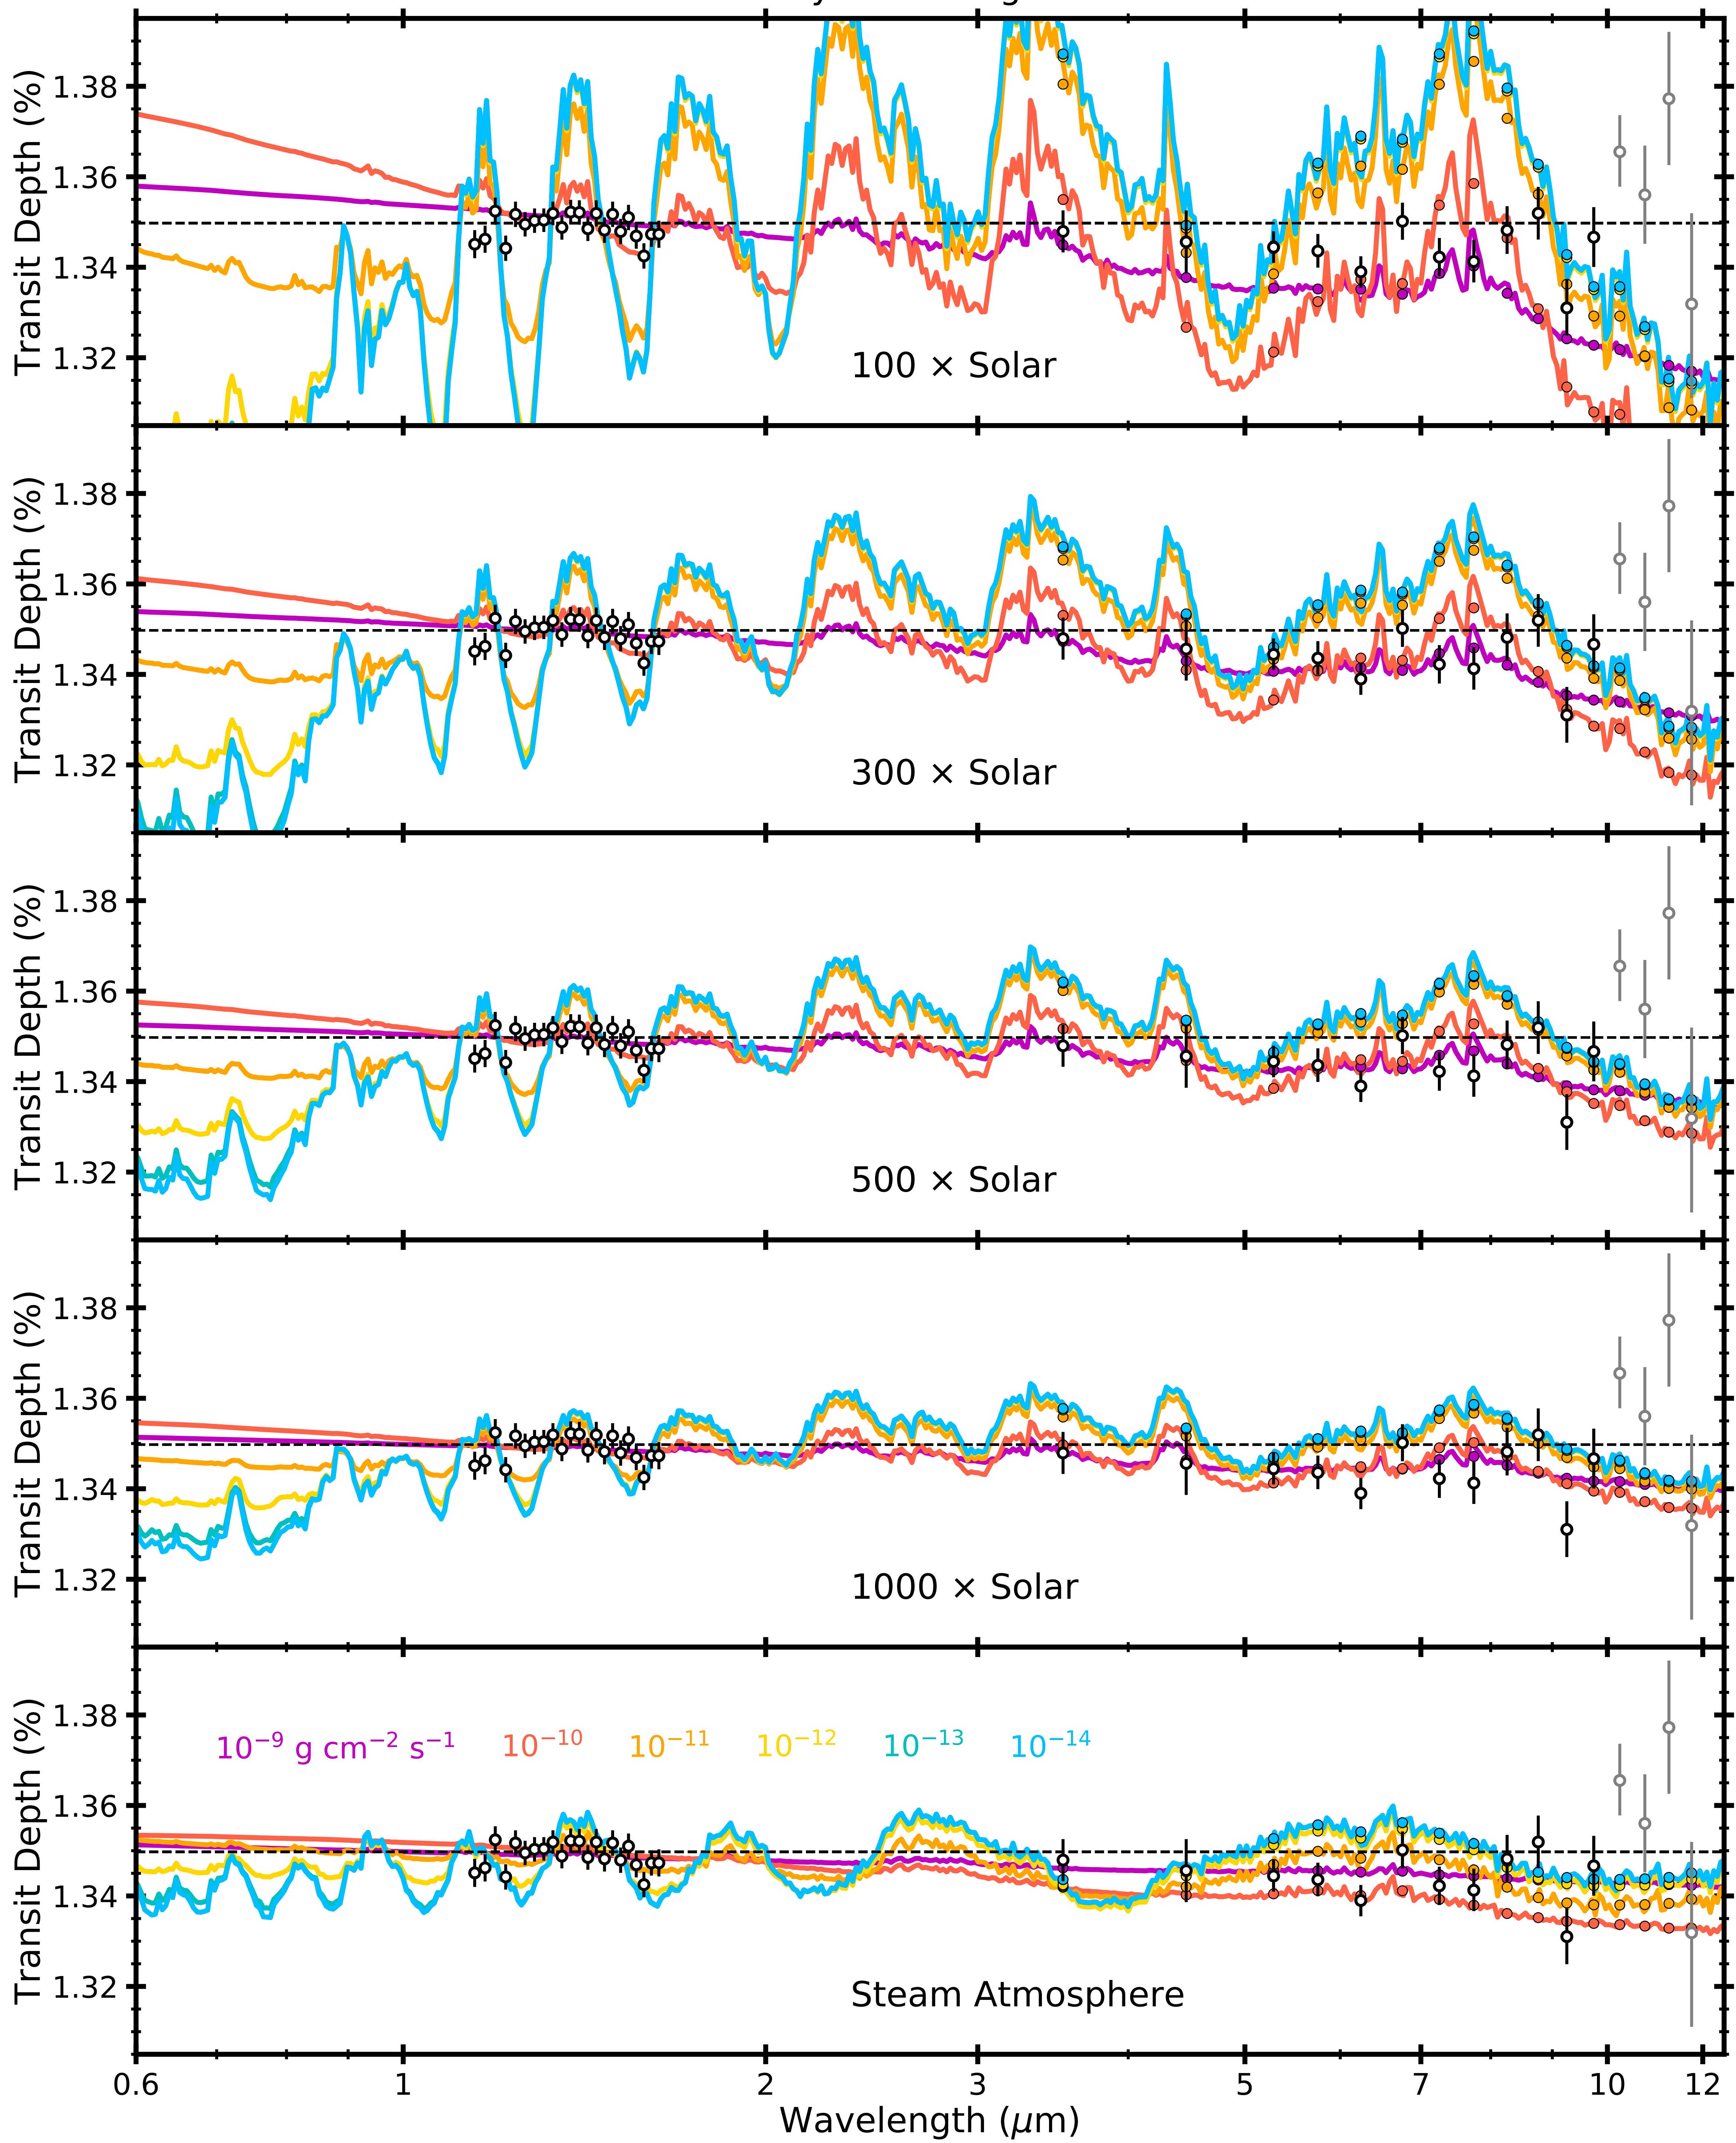 Transit Depth (%)
1.38
1.36
1.34
1.32
100 × Solar
Transit Depth (%)
1.38
1.36
1.34
1.32
300 × Solar
Transit Depth (%)
1.38
1.36
1.34
1.32
500 × Solar
Transit Depth (%)
1.38
1.36
1.34
1.32
1000 × Solar
Transit Depth (%)
1.38
1.36
1.34
1.32
10⁻⁹ g cm⁻² s⁻¹ 10⁻¹⁰ 10⁻¹¹ 10⁻¹² 10⁻¹³ 10⁻¹⁴
Steam Atmosphere
0.6 1 2 3 5 7 10 12
Wavelength (μm)